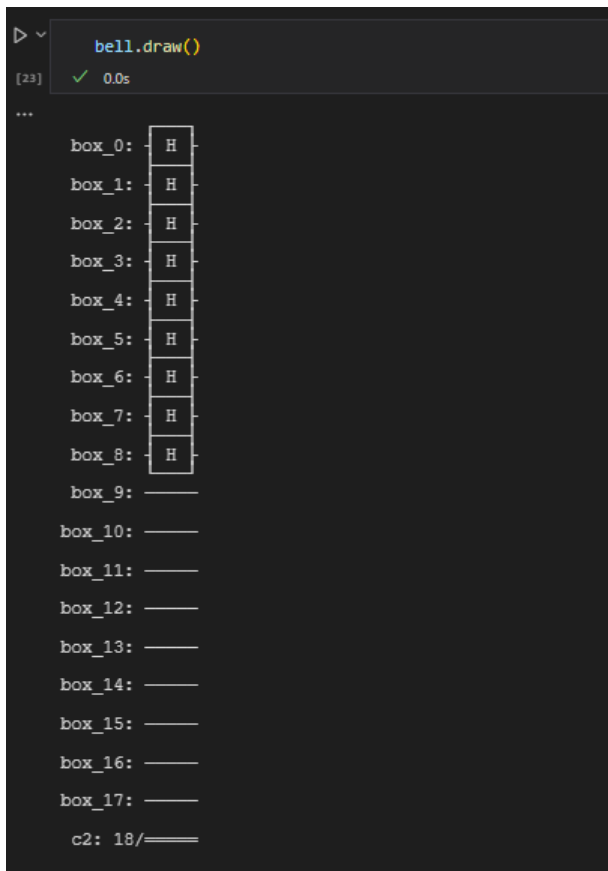 bell.draw()
[23] ✓ 0.0s
...
box_0: H
box_1: H
box_2: H
box_3: H
box_4: H
box_5: H
box_6: H
box_7: H
box_8: H
box_9:
box_10:
box_11:
box_12:
box_13:
box_14:
box_15:
box_16:
box_17:
c2: 18/